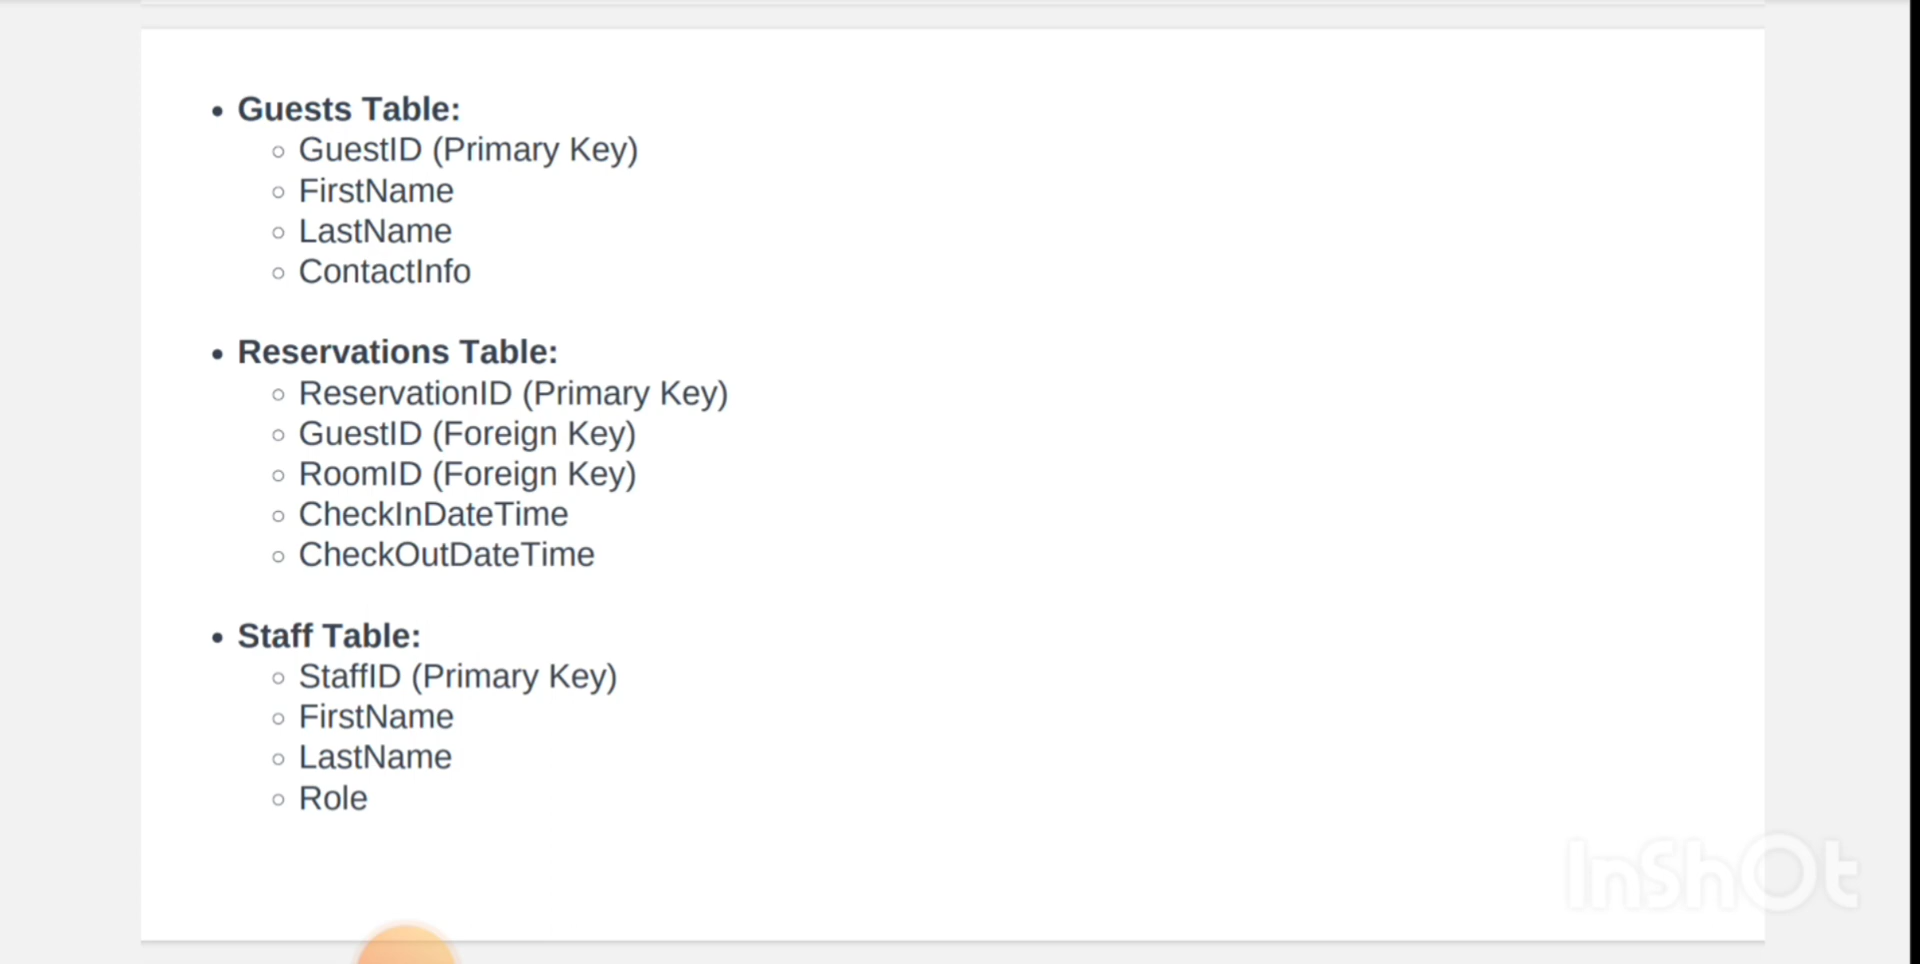 Guests Table:
GuestID (Primary Key)
FirstName
LastName
ContactInfo
Reservations Table:
ReservationID (Primary Key)
GuestID (Foreign Key)
RoomID (Foreign Key)
CheckInDateTime
CheckOutDateTime
Staff Table:
StaffID (Primary Key)
FirstName
LastName
Role
InShOt